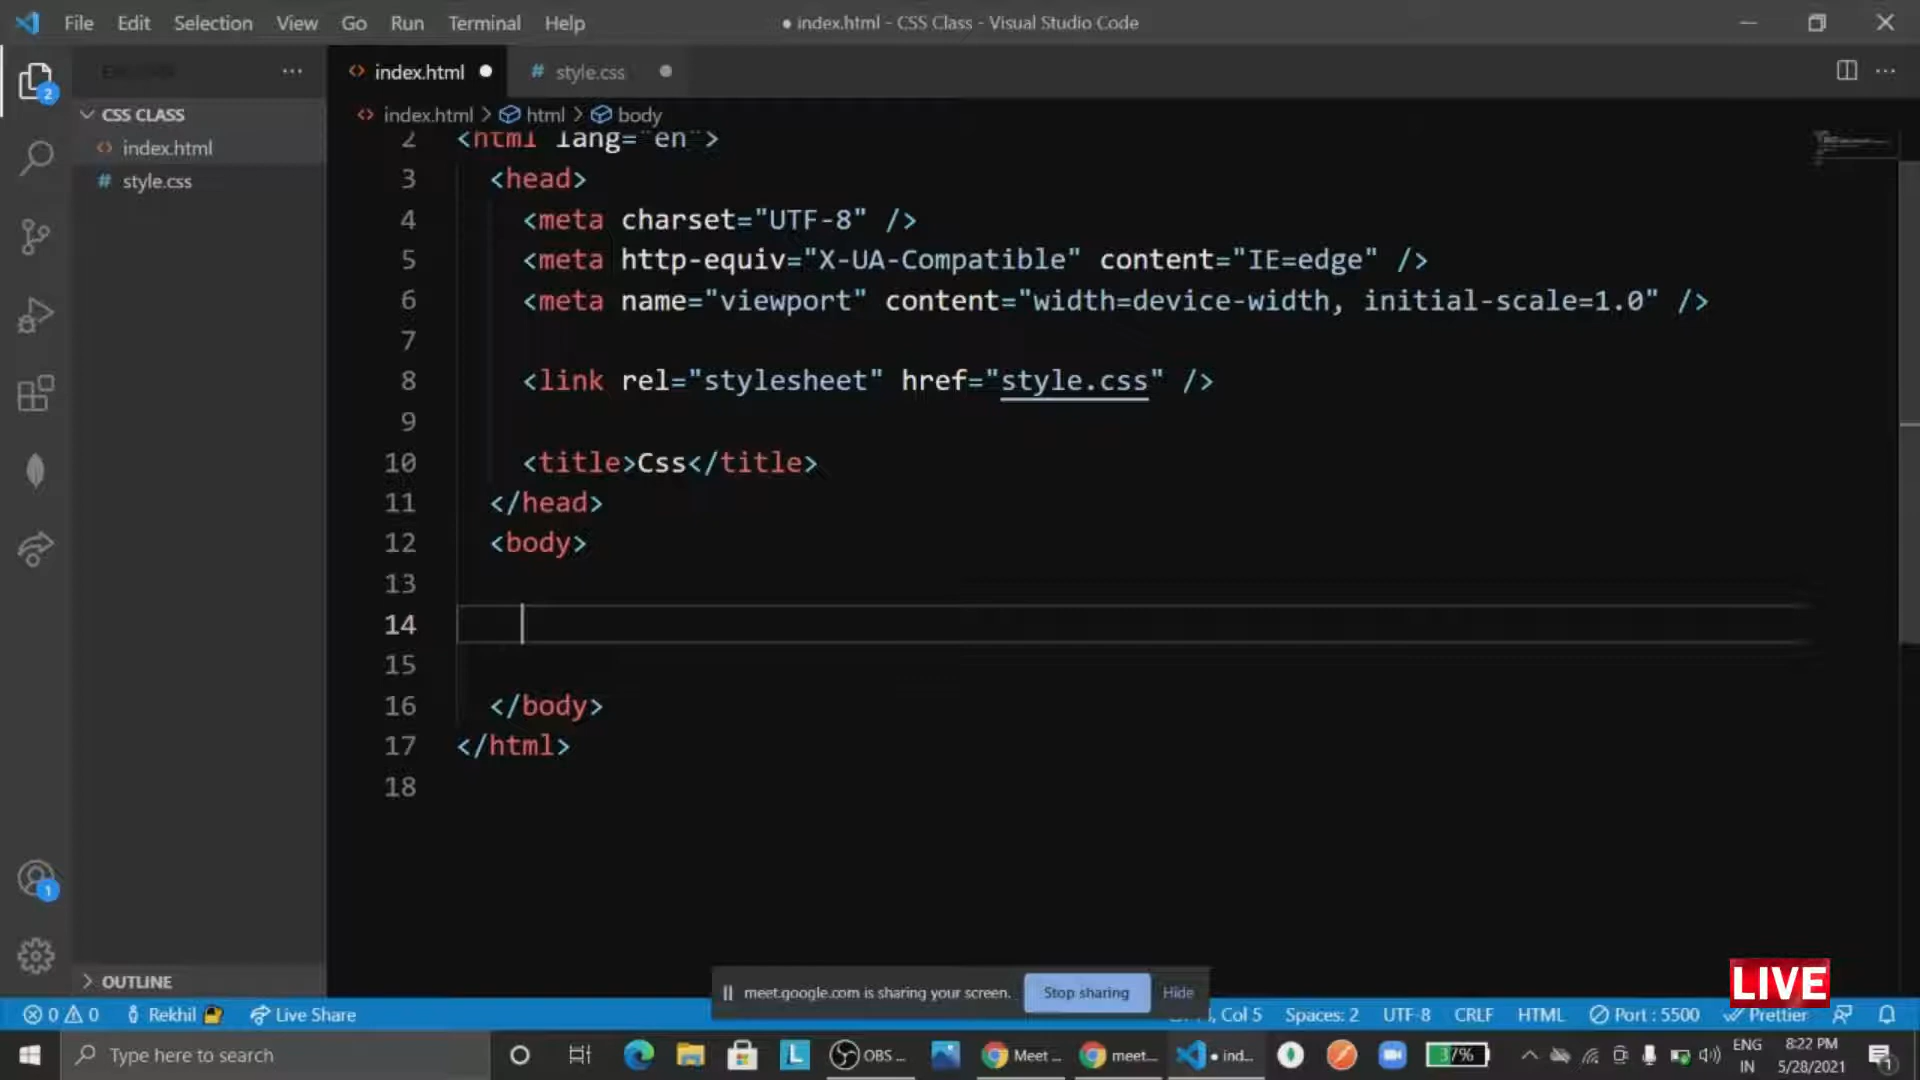 File Edit Selection View Go Run Terminal Help
● index.html - CSS Class - Visual Studio Code
index.html
style.css
2
CSS CLASS
index.html
style.css
index.html > html > body
2 <html lang="en">
3 <head>
4 <meta charset="UTF-8" />
5 <meta http-equiv="X-UA-Compatible" content="IE=edge" />
6 <meta name="viewport" content="width=device-width, initial-scale=1.0" />
7
8 <link rel="stylesheet" href="style.css" />
9
10 <title>Css</title>
11 </head>
12 <body>
13
14
15
16 </body>
17 </html>
18
1
OUTLINE
LIVE
meet.google.com is sharing your screen. Stop sharing Hide
0 0 Rekhil Live Share
, Col 5 Spaces: 2 UTF-8 CRLF HTML Port : 5500 Prettier
Type here to search
L OBS ... Meet ... meet... ● ind... 37%
ENG
IN
8:22 PM
5/28/2021
1